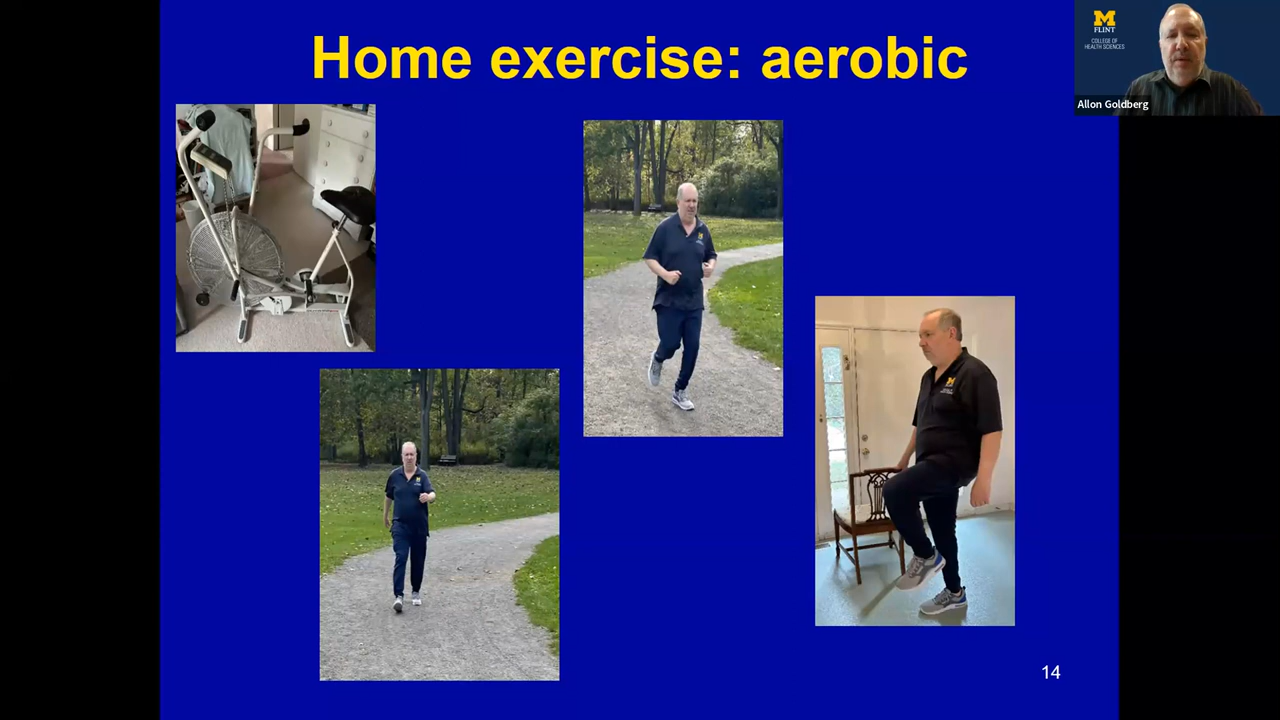 Home exercise: aerobic
M
FLINT
COLLEGE OF
HEALTH SCIENCES
Allon Goldberg
M
M
M
14